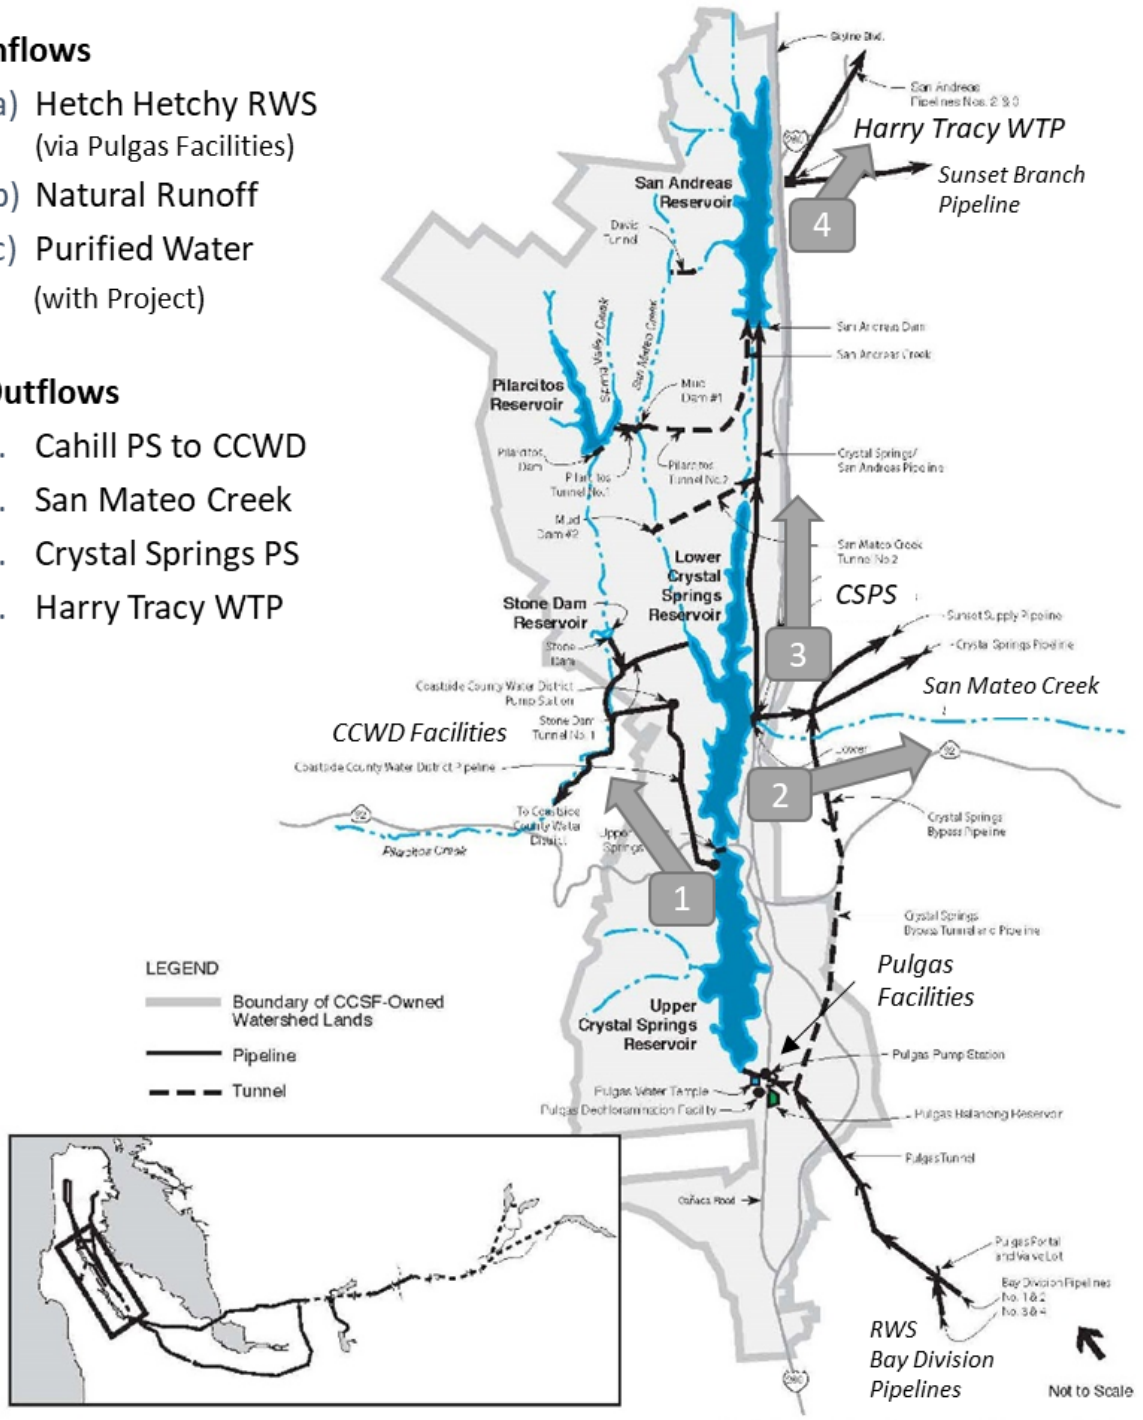 nflows
a) Hetch Hetchy RWS
(via Pulgas Facilities)
b) Natural Runoff
c) Purified Water
(with Project)
Outflows
. Cahill PS to CCWD
. San Mateo Creek
. Crystal Springs PS
. Harry Tracy WTP
Skyline Blvd.
San Andreas
Pipelines Nos. 2 & 3
280
Harry Tracy WTP
Sunset Branch
Pipeline
4
San Andreas
Reservoir
Davis
Tunnel
San Andreas Dam
San Andreas Creek
Spring Valley Creek
San Mateo Creek
Pilarcitos
Reservoir
Mud
Dam #1
Pilarcitos
Dam
Pilarcitos
Tunnel No.1
Pilarcitos
Tunnel No.2
Crystal Springs/
San Andreas Pipeline
Mud
Dam #2
San Mateo Creek
Tunnel No.2
Lower
Crystal
Springs
Reservoir
CSPS
3
Stone Dam
Reservoir
Stone
Dam
Sunset Supply Pipeline
Crystal Springs Pipeline
San Mateo Creek
Coastside County Water District
Pump Station
Stone Dam
Tunnel No. 1
CCWD Facilities
Coastside County Water District Pipeline
Lower
92
2
To Coastside
County Water
District
92
Pilarcitos Creek
Upper
Springs
Crystal Springs
Bypass Pipeline
1
Crystal Springs
Bypass Tunnel and Pipeline
Pulgas
Facilities
Upper
Crystal Springs
Reservoir
LEGEND
Boundary of CCSF-Owned
Watershed Lands
Pipeline
Tunnel
Pulgas Pump Station
Pulgas Water Temple
Pulgas Dechloramination Facility
Pulgas Balancing Reservoir
Pulgas Tunnel
Cañada Road
Pulgas Portal
and Valve Lot
Bay Division Pipelines
No. 1 & 2
No. 3 & 4
RWS
Bay Division
Pipelines
280
Not to Scale